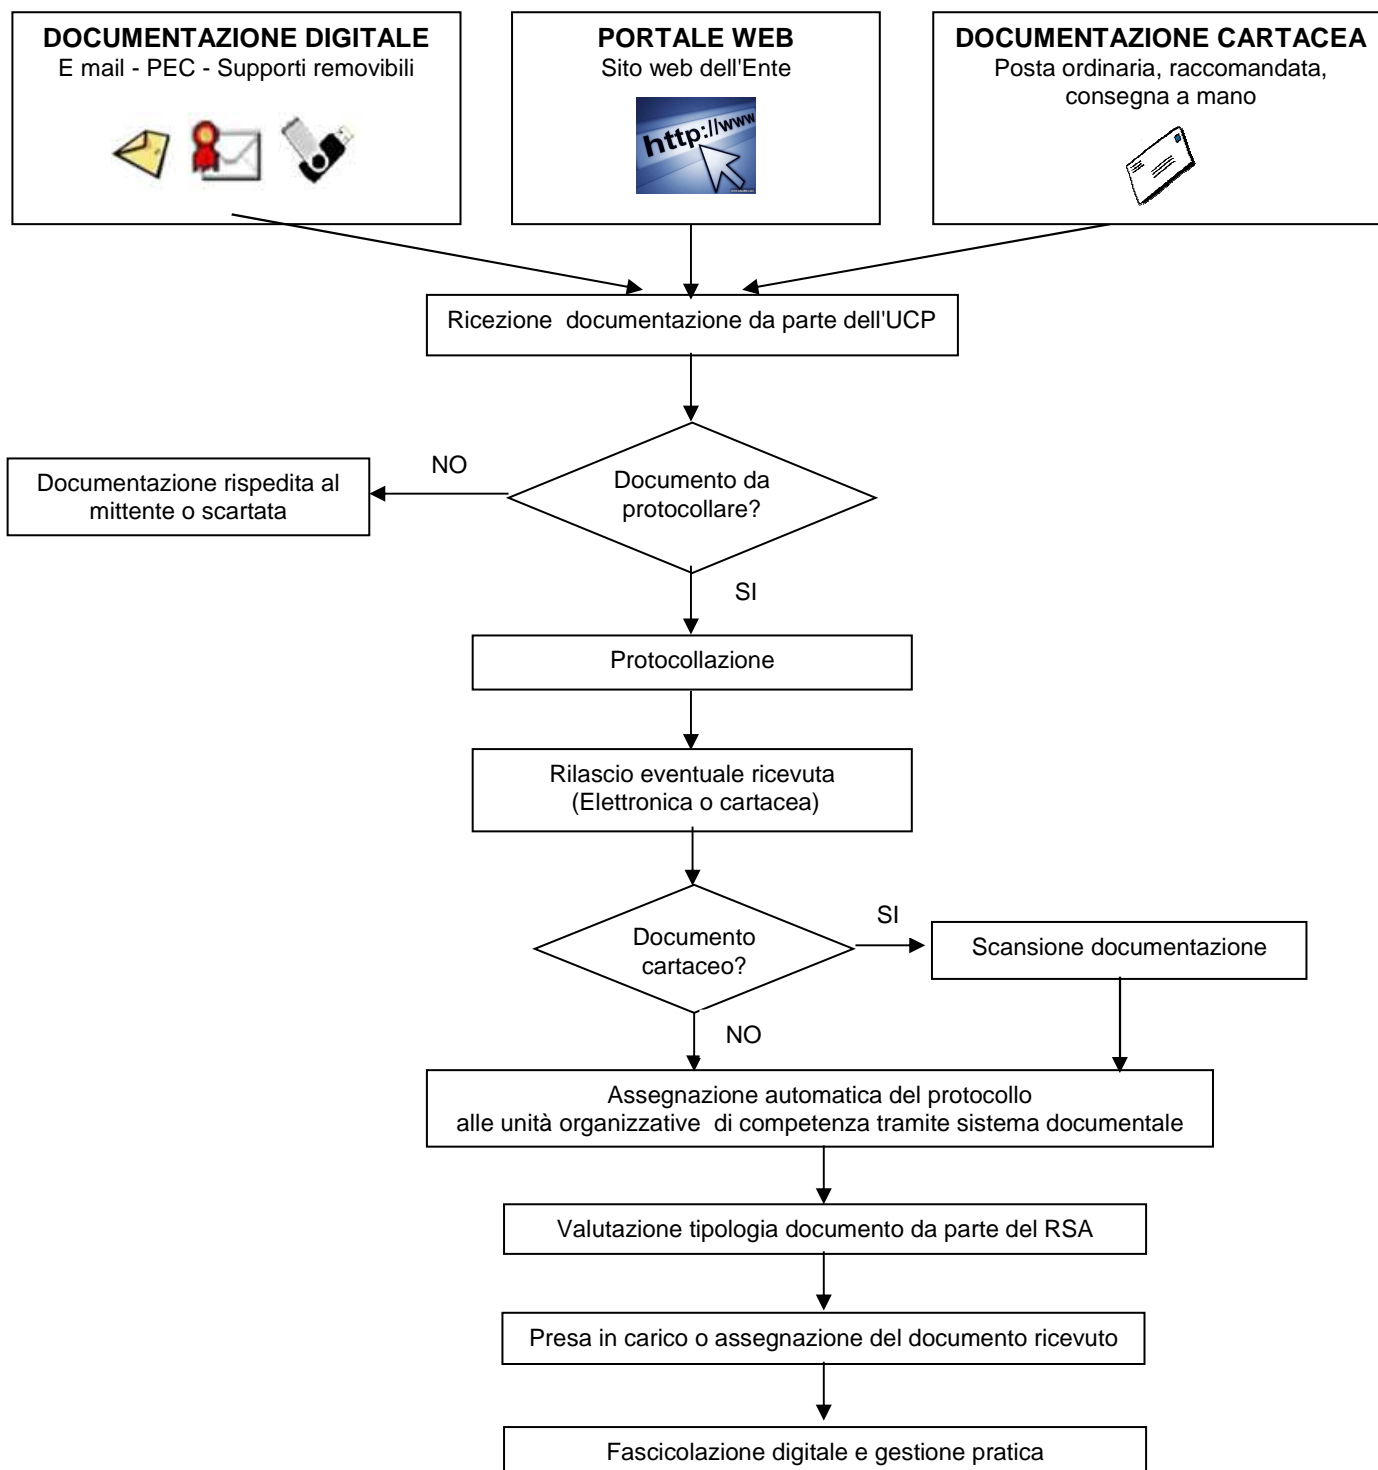 DOCUMENTAZIONE DIGITALE
E mail - PEC - Supporti removibili
PORTALE WEB
Sito web dell'Ente
http://www
DOCUMENTAZIONE CARTACEA
Posta ordinaria, raccomandata,
consegna a mano
Ricezione documentazione da parte dell'UCP
Documento da
protocollare?
NO
Documentazione rispedita al
mittente o scartata
SI
Protocollazione
Rilascio eventuale ricevuta
(Elettronica o cartacea)
Documento
cartaceo?
SI
Scansione documentazione
NO
Assegnazione automatica del protocollo
alle unità organizzative di competenza tramite sistema documentale
Valutazione tipologia documento da parte del RSA
Presa in carico o assegnazione del documento ricevuto
Fascicolazione digitale e gestione pratica